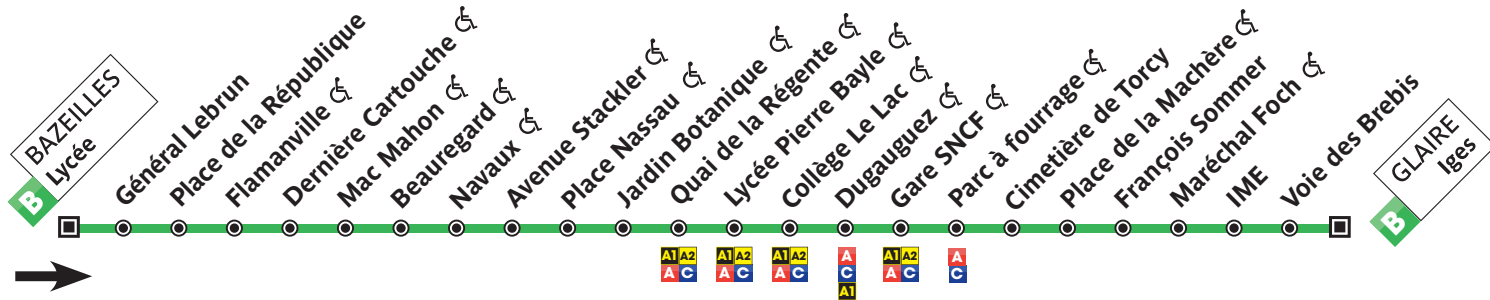 BAZEILLES
Lycée
B
Général Lebrun
Place de la République
Flamanville
Dernière Cartouche
Mac Mahon
Beauregard
Navaux
Avenue Stackler
Place Nassau
Jardin Botanique
Quai de la Régente
Lycée Pierre Bayle
Collège Le Lac
Dugauguez
Gare SNCF
Parc à fourrage
Cimetière de Torcy
Place de la Machère
François Sommer
Maréchal Foch
IME
Voie des Brebis
GLAIRE
Iges
B
A1 A2
A C
A1 A2
A C
A1 A2
A C
A
C
A1
A1 A2
A C
A
C